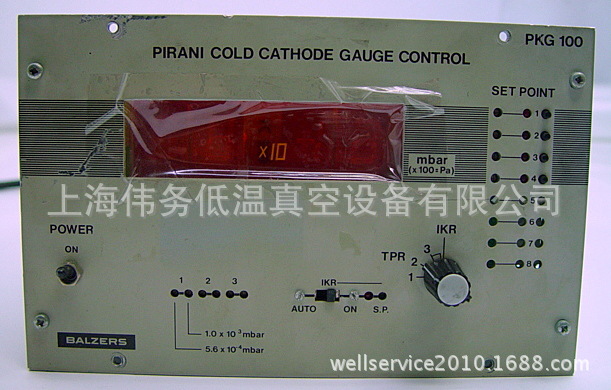 PIRANI COLD CATHODE GAUGE CONTROL
PKG 100
SET POINT
1
2
3
4
5
6
7
8
x10
mbar
(x 100=Pa)
上海伟务低温真空设备有限公司
POWER
ON
IKR
TPR
3
2
1
1 2 3
IKR
AUTO ON S.P.
1.0 x 10³ mbar
5.6 x 10⁻⁴ mbar
BALZERS
wellservice2010.1688.com